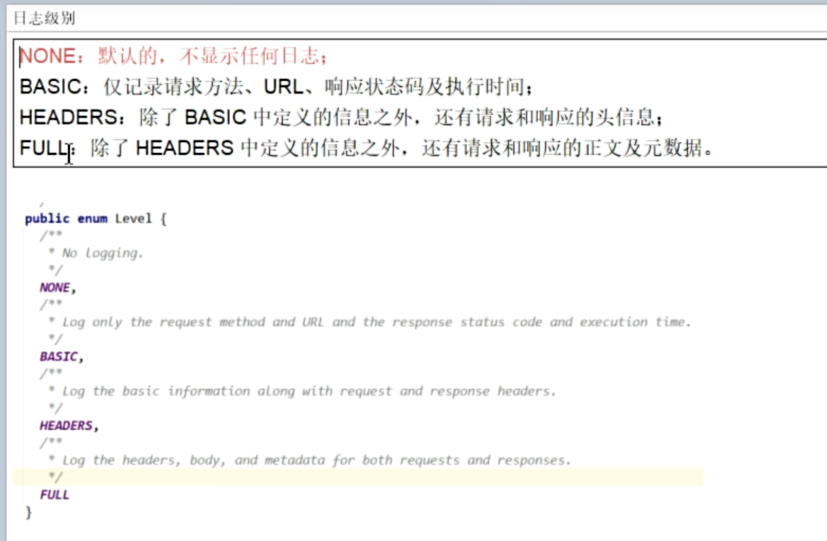 日志级别
NONE：默认的，不显示任何日志；
BASIC：仅记录请求方法、URL、响应状态码及执行时间；
HEADERS：除了 BASIC 中定义的信息之外，还有请求和响应的头信息；
FULL：除了 HEADERS 中定义的信息之外，还有请求和响应的正文及元数据。
public enum Level {
/**
* No logging.
*/
NONE,
/**
* Log only the request method and URL and the response status code and execution time.
*/
BASIC,
/**
* Log the basic information along with request and response headers.
*/
HEADERS,
/**
* Log the headers, body, and metadata for both requests and responses.
*/
FULL
}